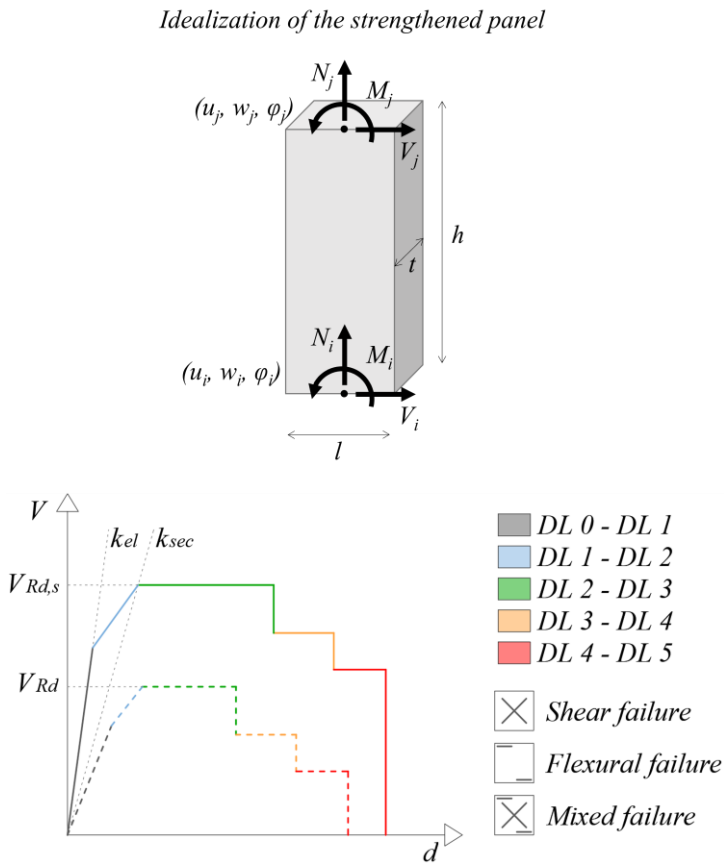 Idealization of the strengthened panel
N_j
M_j
(u_j, w_j, φ_j)
V_j
h
t
N_i
M_i
(u_i, w_i, φ_i)
V_i
l
V
k_el
k_sec
V_Rd,s
V_Rd
d
DL 0 - DL 1
DL 1 - DL 2
DL 2 - DL 3
DL 3 - DL 4
DL 4 - DL 5
Shear failure
Flexural failure
Mixed failure